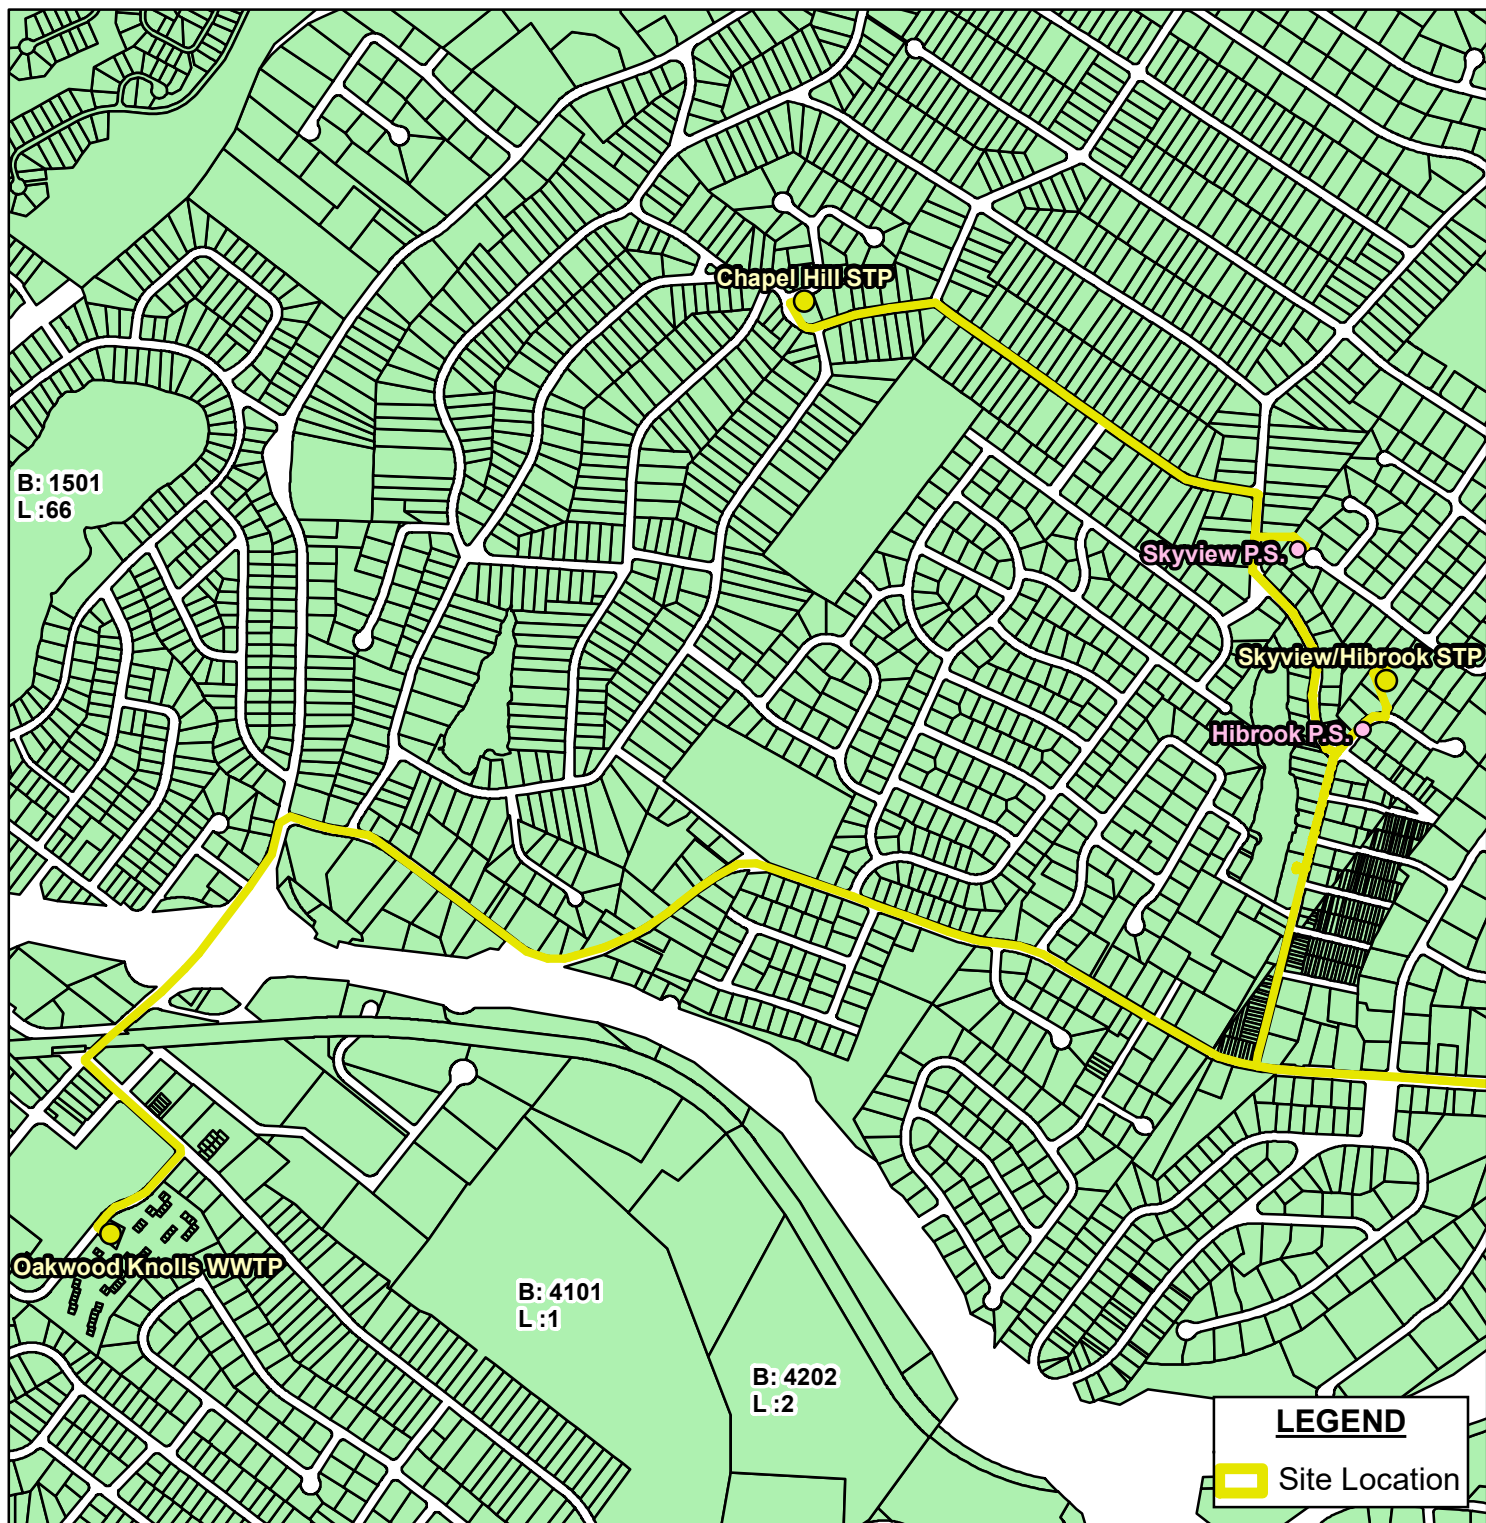 Chapel Hill STP
B: 1501
L :66
Skyview P.S.
Skyview/Hibrook STP
Hibrook P.S.
Oakwood Knolls WWTP
B: 4101
L :1
B: 4202
L :2
LEGEND
Site Location